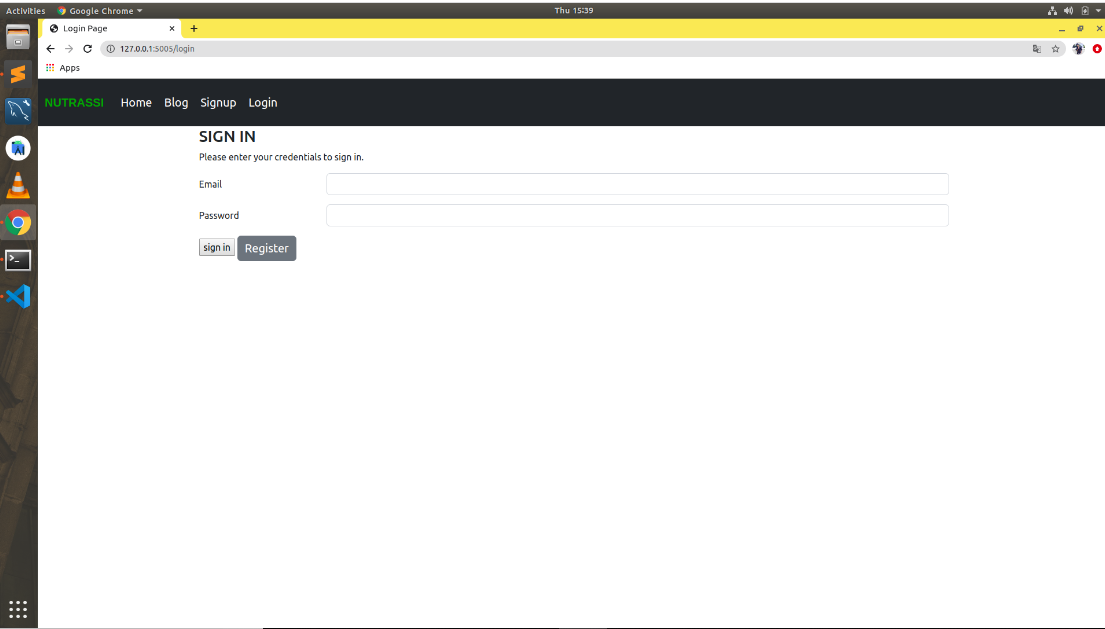 Activities Google Chrome Thu 15:39
Login Page
127.0.0.1:5005/login
Apps
NUTRASSI Home Blog Signup Login
SIGN IN
Please enter your credentials to sign in.
Email
Password
sign in Register